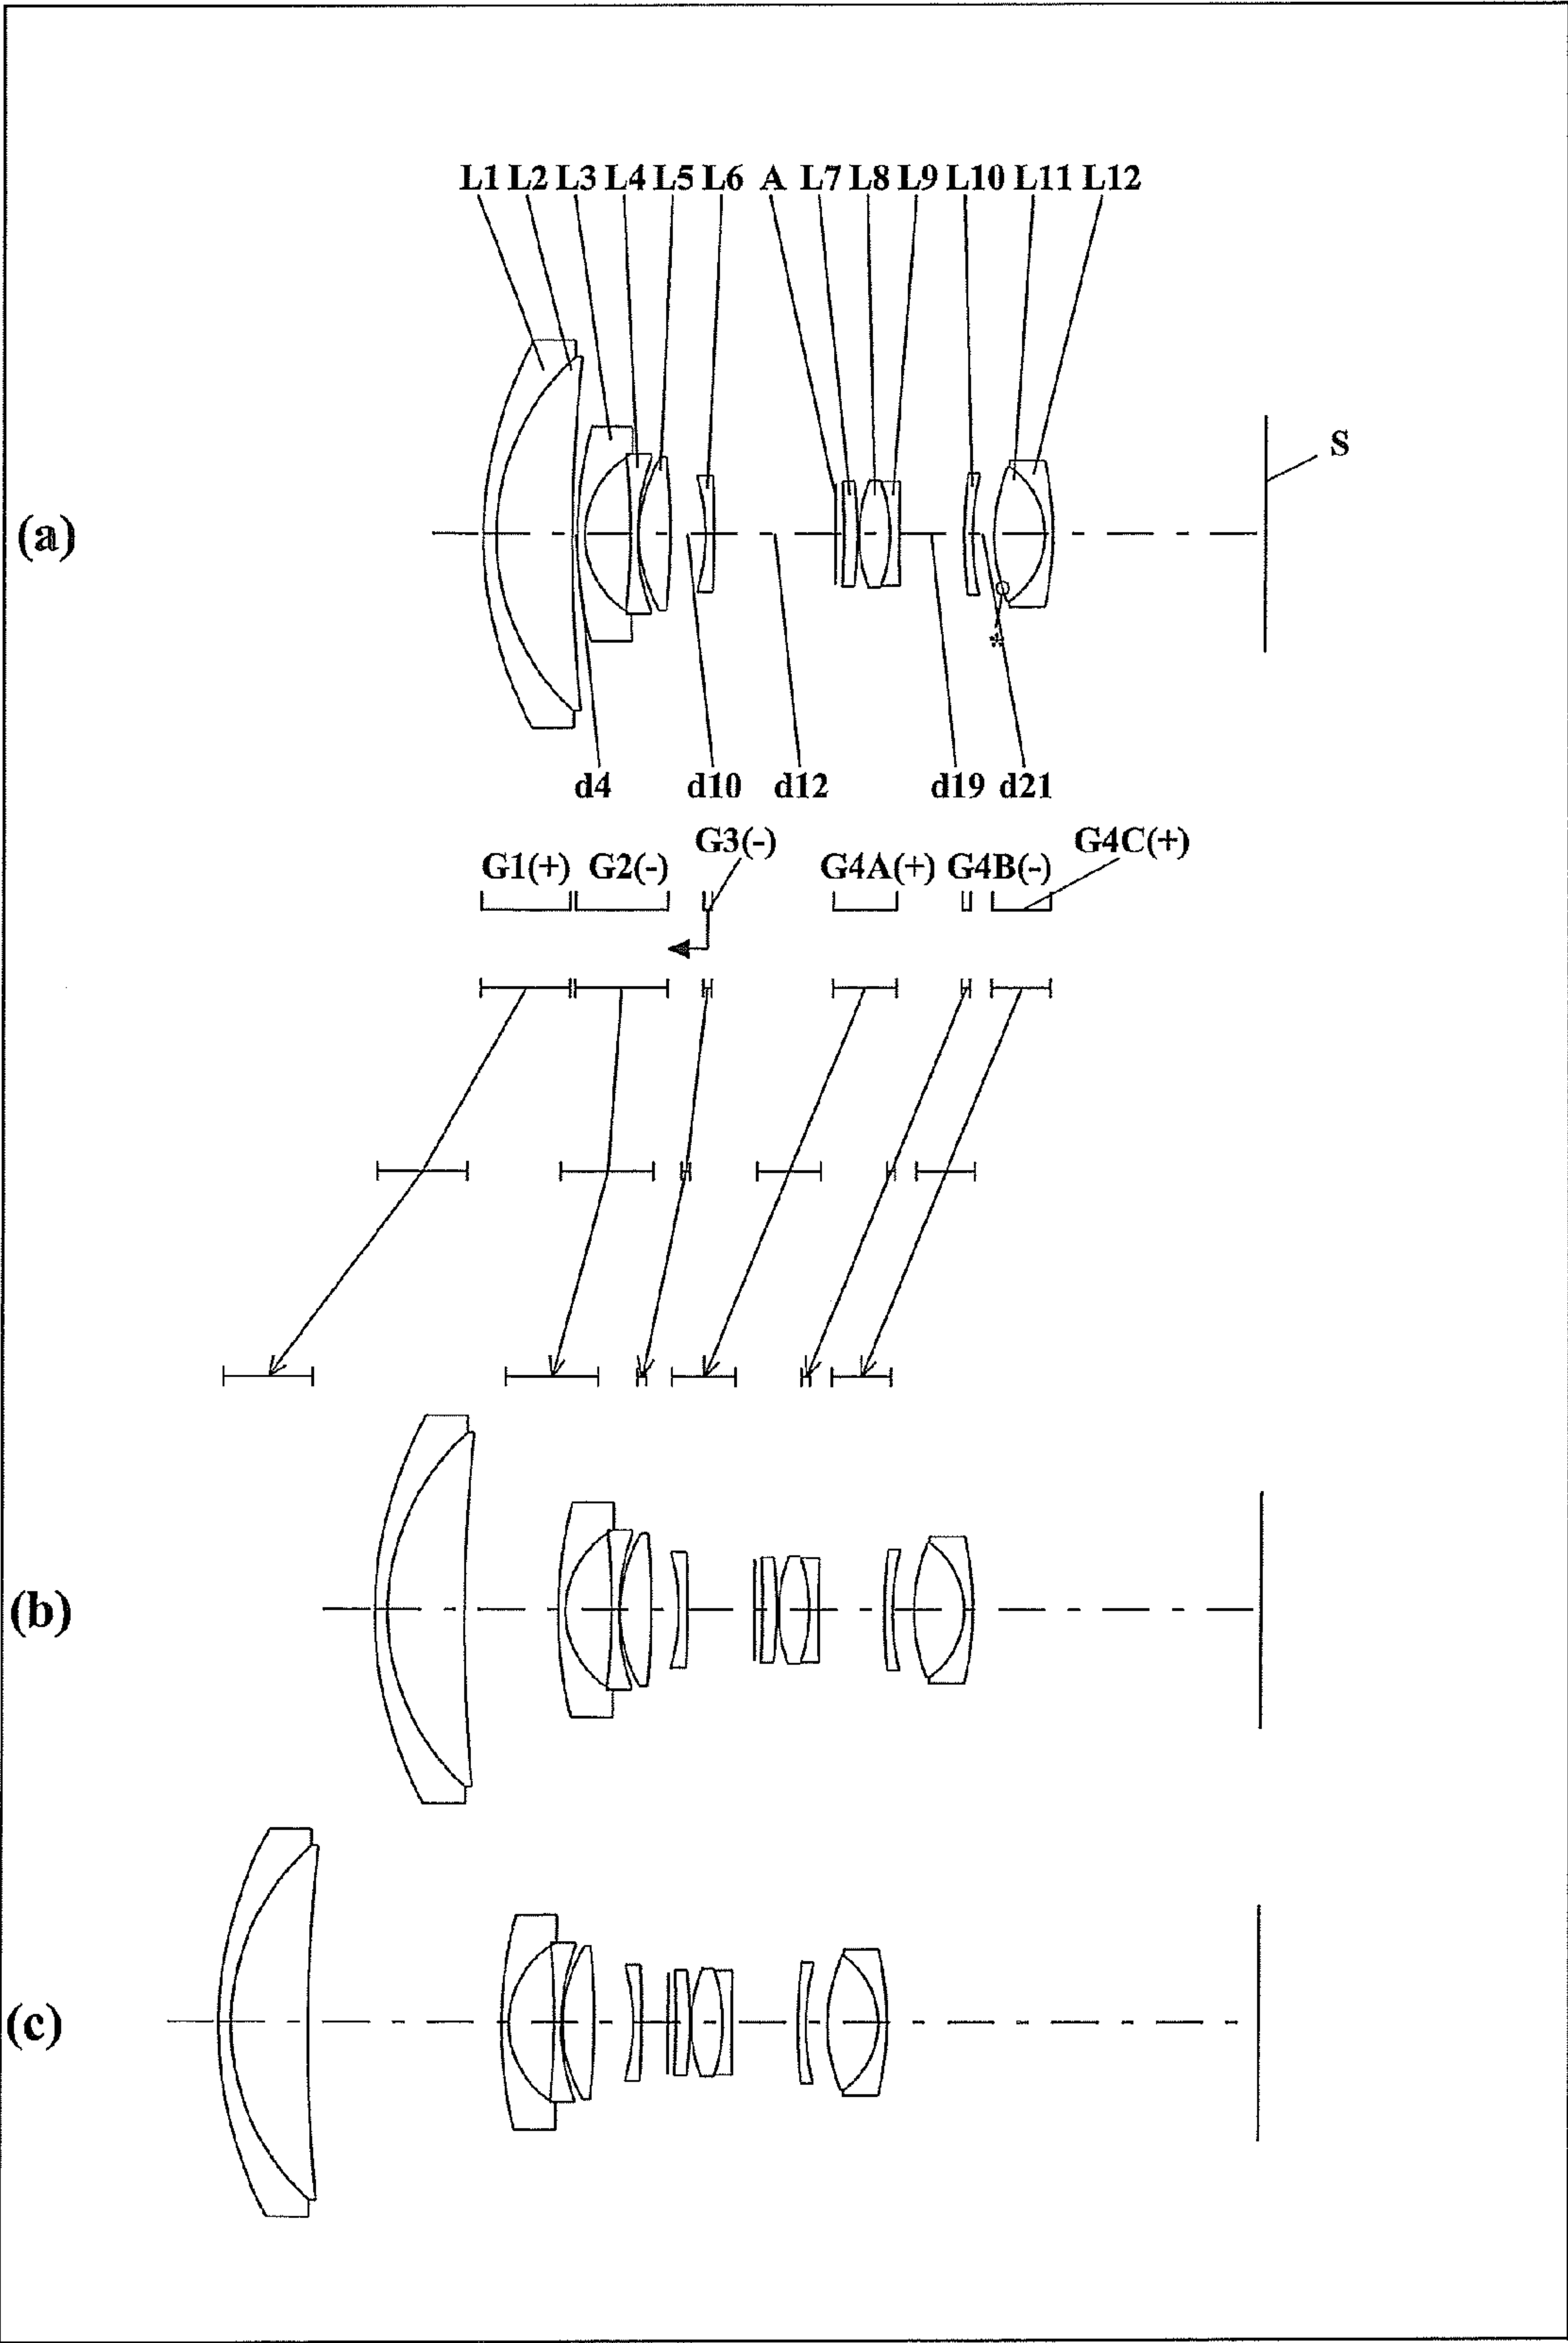 L1 L2 L3 L4 L5 L6 A L7 L8 L9 L10 L11 L12
S
(a)
*
d4 d10 d12 d19 d21
G1(+) G2(-) G3(-) G4A(+) G4B(-) G4C(+)
(b)
(c)